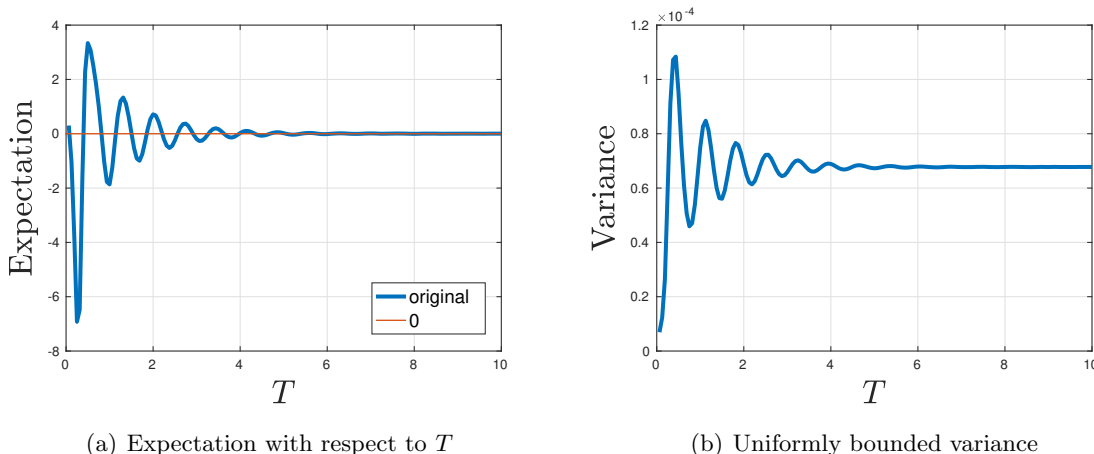 Expectation
4
2
0
-2
-4
-6
-8
0 2 4 6 8 10
T
original
0
(a) Expectation with respect to T
Variance
×10⁻⁴
1.2
1
0.8
0.6
0.4
0.2
0
0 2 4 6 8 10
T
(b) Uniformly bounded variance